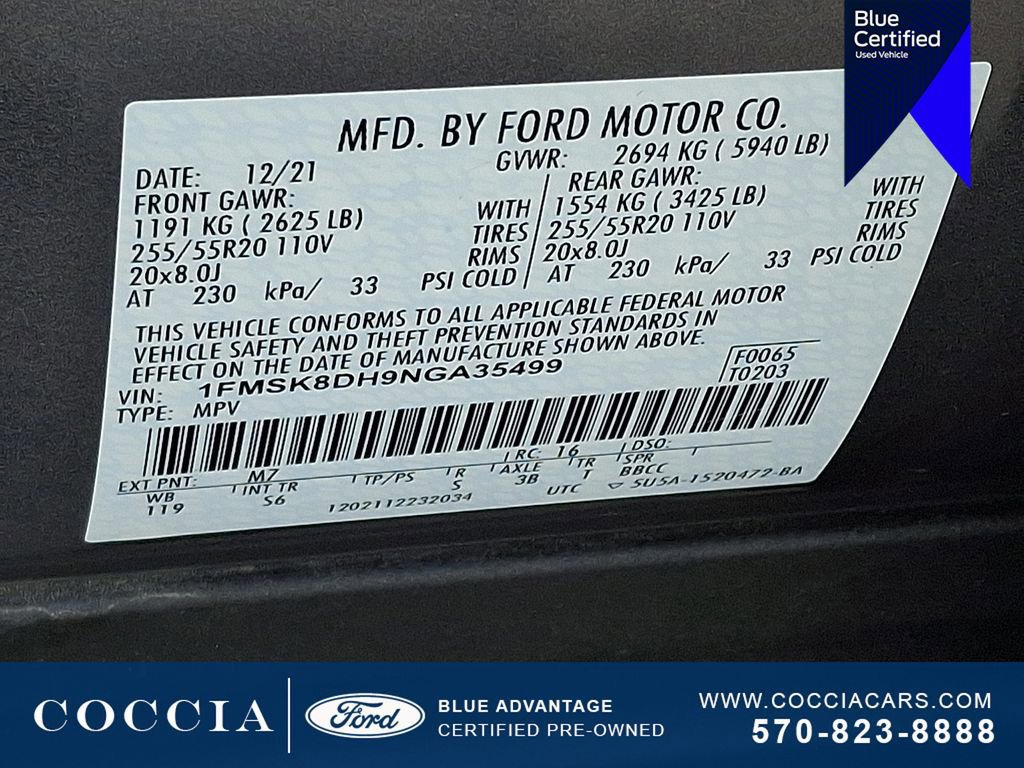 Blue
Certified
Used Vehicle
MFD. BY FORD MOTOR CO.
DATE: 12/21 GVWR: 2694 KG ( 5940 LB)
FRONT GAWR: REAR GAWR:
1191 KG ( 2625 LB) WITH 1554 KG ( 3425 LB) WITH
255/55R20 110V TIRES 255/55R20 110V TIRES
20x8.0J RIMS 20x8.0J RIMS
AT 230 kPa/ 33 PSI COLD AT 230 kPa/ 33 PSI COLD
THIS VEHICLE CONFORMS TO ALL APPLICABLE FEDERAL MOTOR
VEHICLE SAFETY AND THEFT PREVENTION STANDARDS IN
EFFECT ON THE DATE OF MANUFACTURE SHOWN ABOVE.
VIN: 1FMSK8DH9NGA35499 F0065
TYPE: MPV T0203
EXT PNT: M7 RC: 16 DSO:
WB INT TR TP/PS R AXLE TR SPR
119 S6 S 3B T BBCC
1202112232034 UTC ▽ 5U5A-1520472-BA
COCCIA
Ford
BLUE ADVANTAGE
CERTIFIED PRE-OWNED
WWW.COCCIACARS.COM
570-823-8888